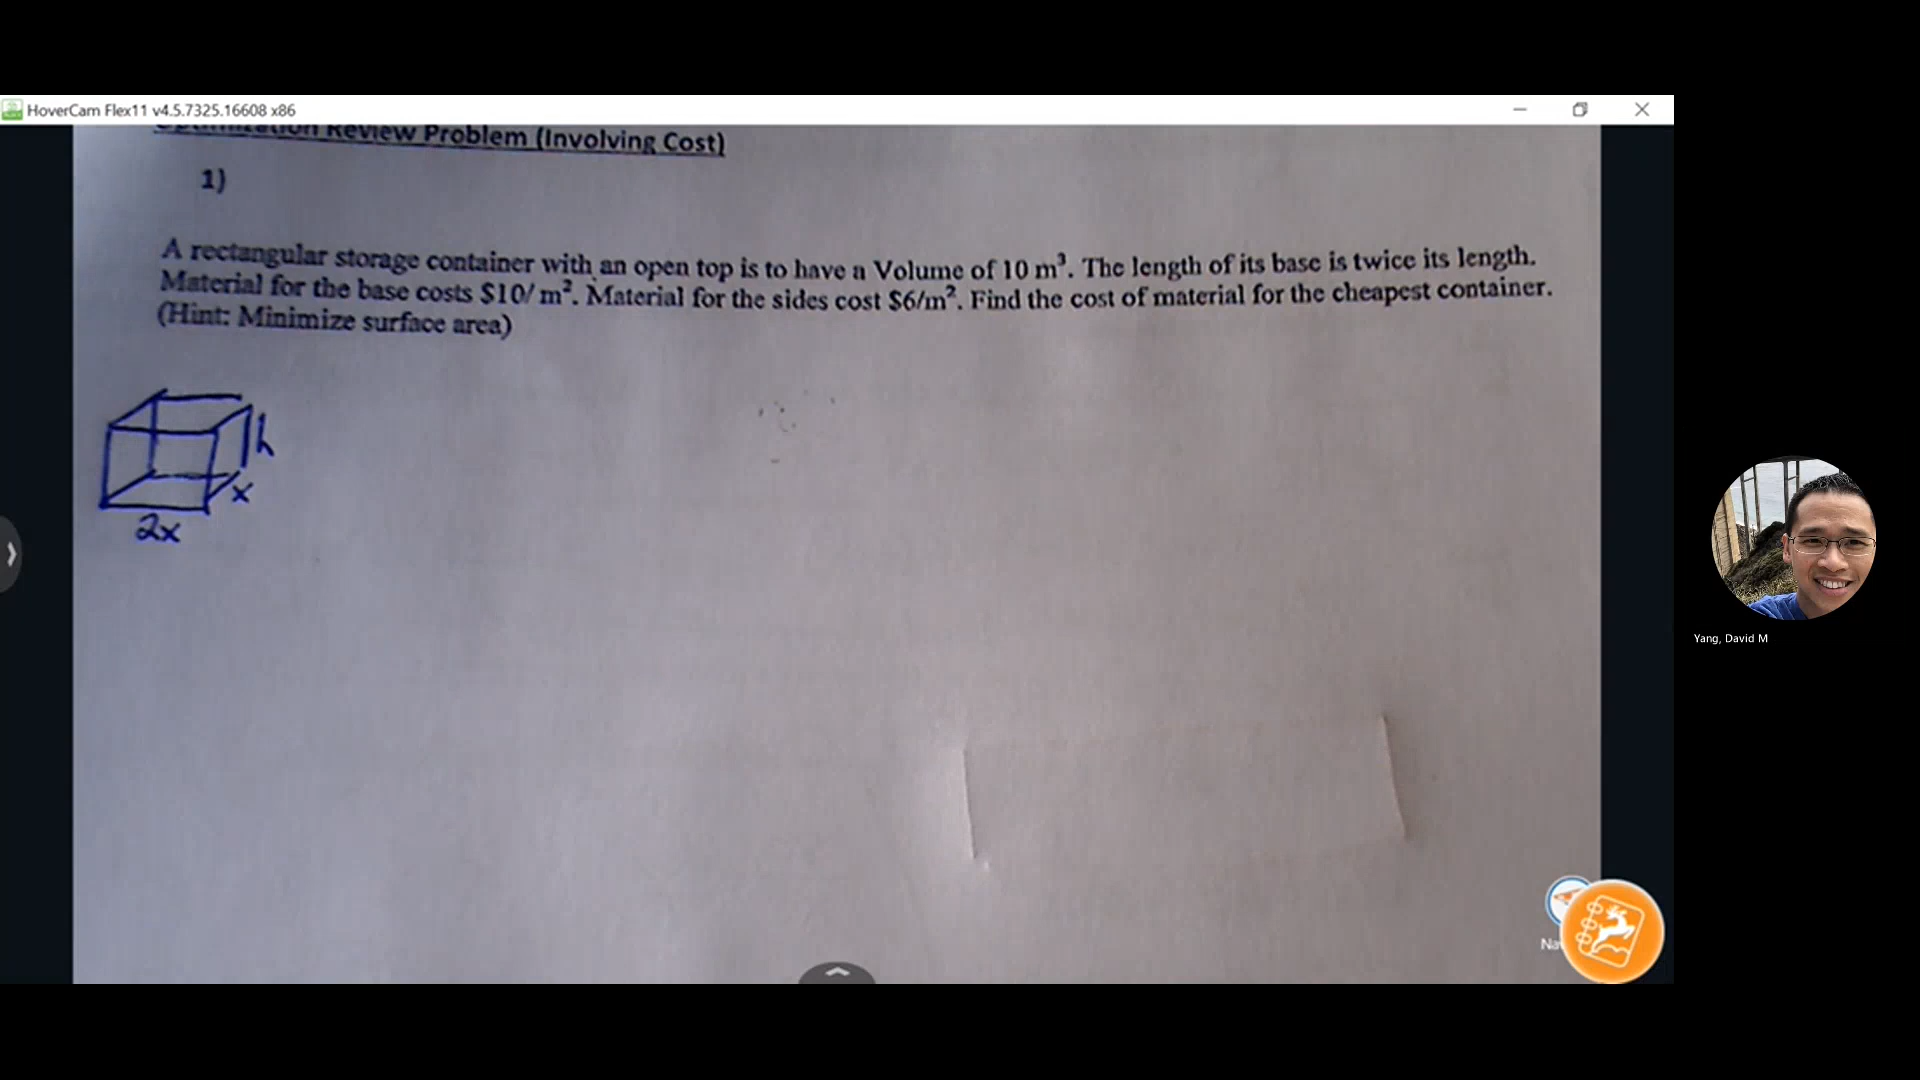 HoverCam Flex11 v4.5.7325.16608 x86
Optimization Review Problem (Involving Cost)
1)
A rectangular storage container with an open top is to have a Volume of 10 m³. The length of its base is twice its length.
Material for the base costs $10/ m². Material for the sides cost $6/m². Find the cost of material for the cheapest container.
(Hint: Minimize surface area)
h
x
2x
Yang, David M
Na